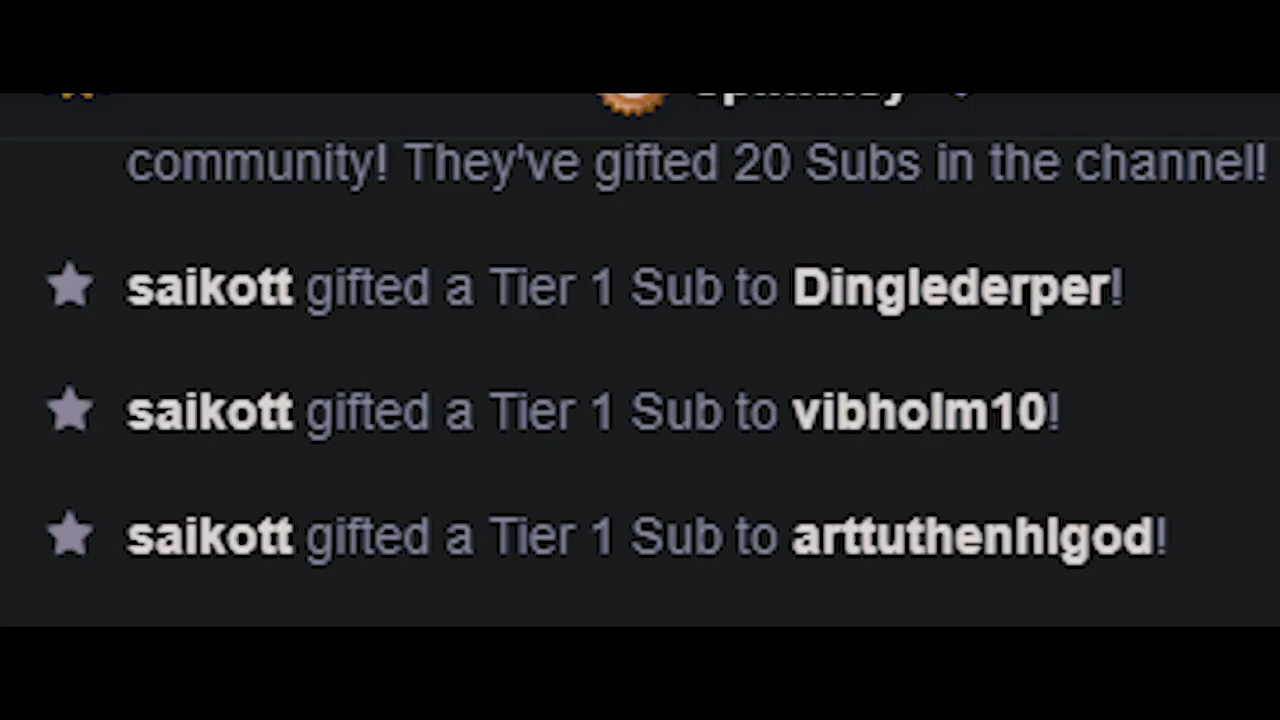 community! They've gifted 20 Subs in the channel!
saikott gifted a Tier 1 Sub to Dinglederper!
saikott gifted a Tier 1 Sub to vibholm10!
saikott gifted a Tier 1 Sub to arttuthenhlgod!